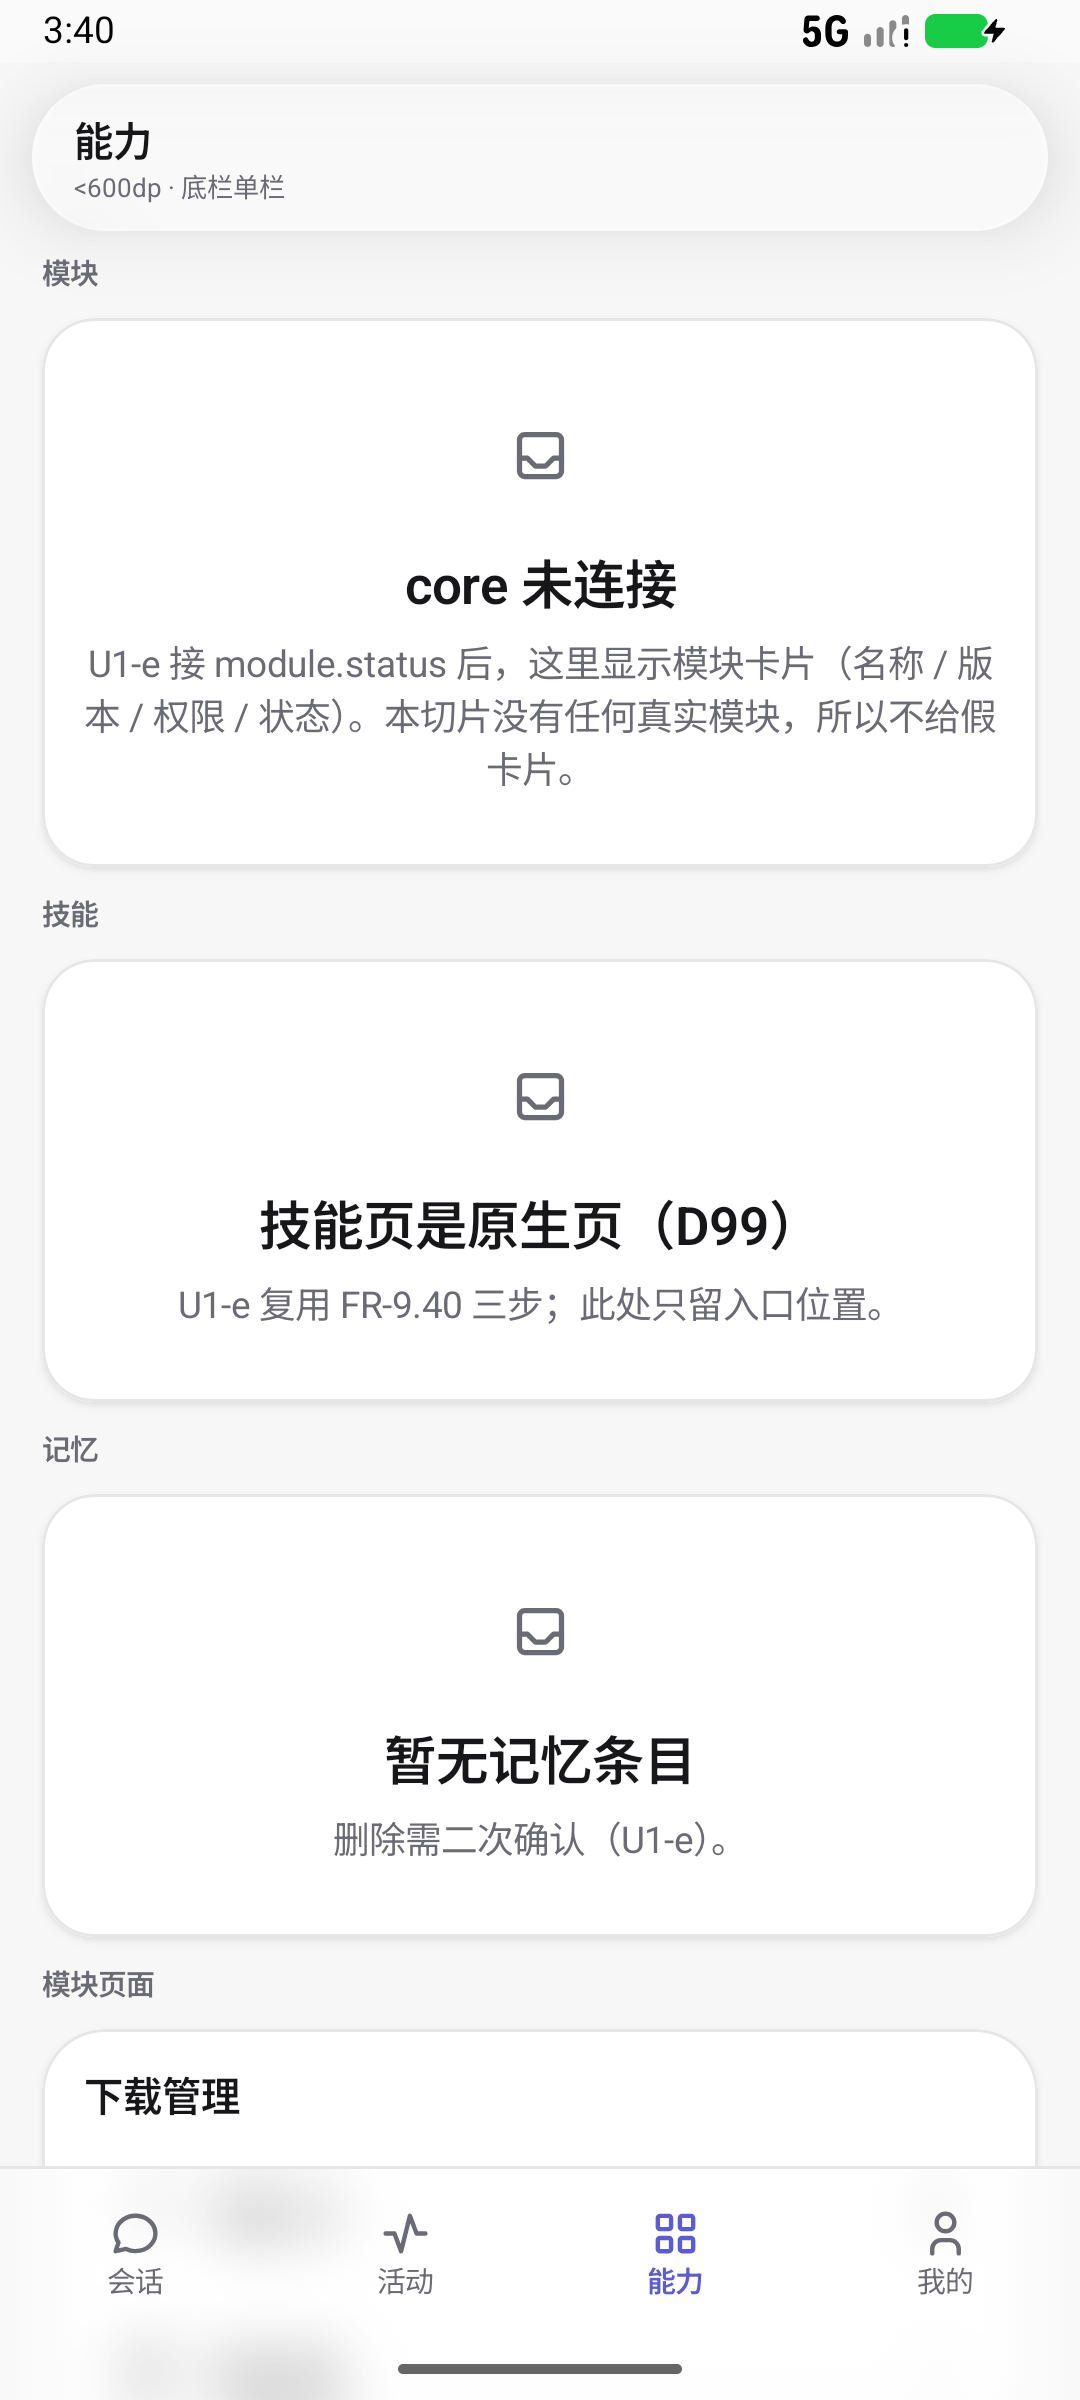 3:40
5G
能力
<600dp · 底栏单栏
模块
core 未连接
U1-e 接 module.status 后，这里显示模块卡片（名称 / 版
本 / 权限 / 状态）。本切片没有任何真实模块，所以不给假
卡片。
技能
技能页是原生页（D99）
U1-e 复用 FR-9.40 三步；此处只留入口位置。
记忆
暂无记忆条目
删除需二次确认（U1-e）。
模块页面
下载管理
会话
活动
能力
我的